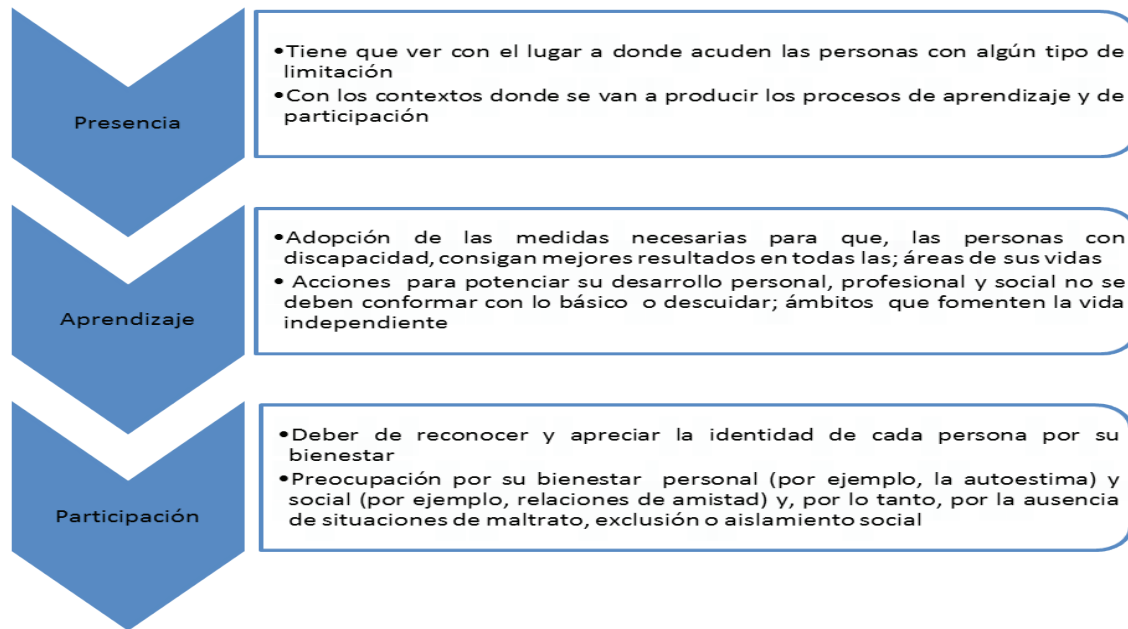 Presencia
•Tiene que ver con el lugar a donde acuden las personas con algún tipo de
limitación
•Con los contextos donde se van a producir los procesos de aprendizaje y de
participación
Aprendizaje
•Adopción de las medidas necesarias para que, las personas con
discapacidad, consigan mejores resultados en todas las; áreas de sus vidas
• Acciones para potenciar su desarrollo personal, profesional y social no se
deben conformar con lo básico o descuidar; ámbitos que fomenten la vida
independiente
Participación
•Deber de reconocer y apreciar la identidad de cada persona por su
bienestar
•Preocupación por su bienestar personal (por ejemplo, la autoestima) y
social (por ejemplo, relaciones de amistad) y, por lo tanto, por la ausencia
de situaciones de maltrato, exclusión o aislamiento social